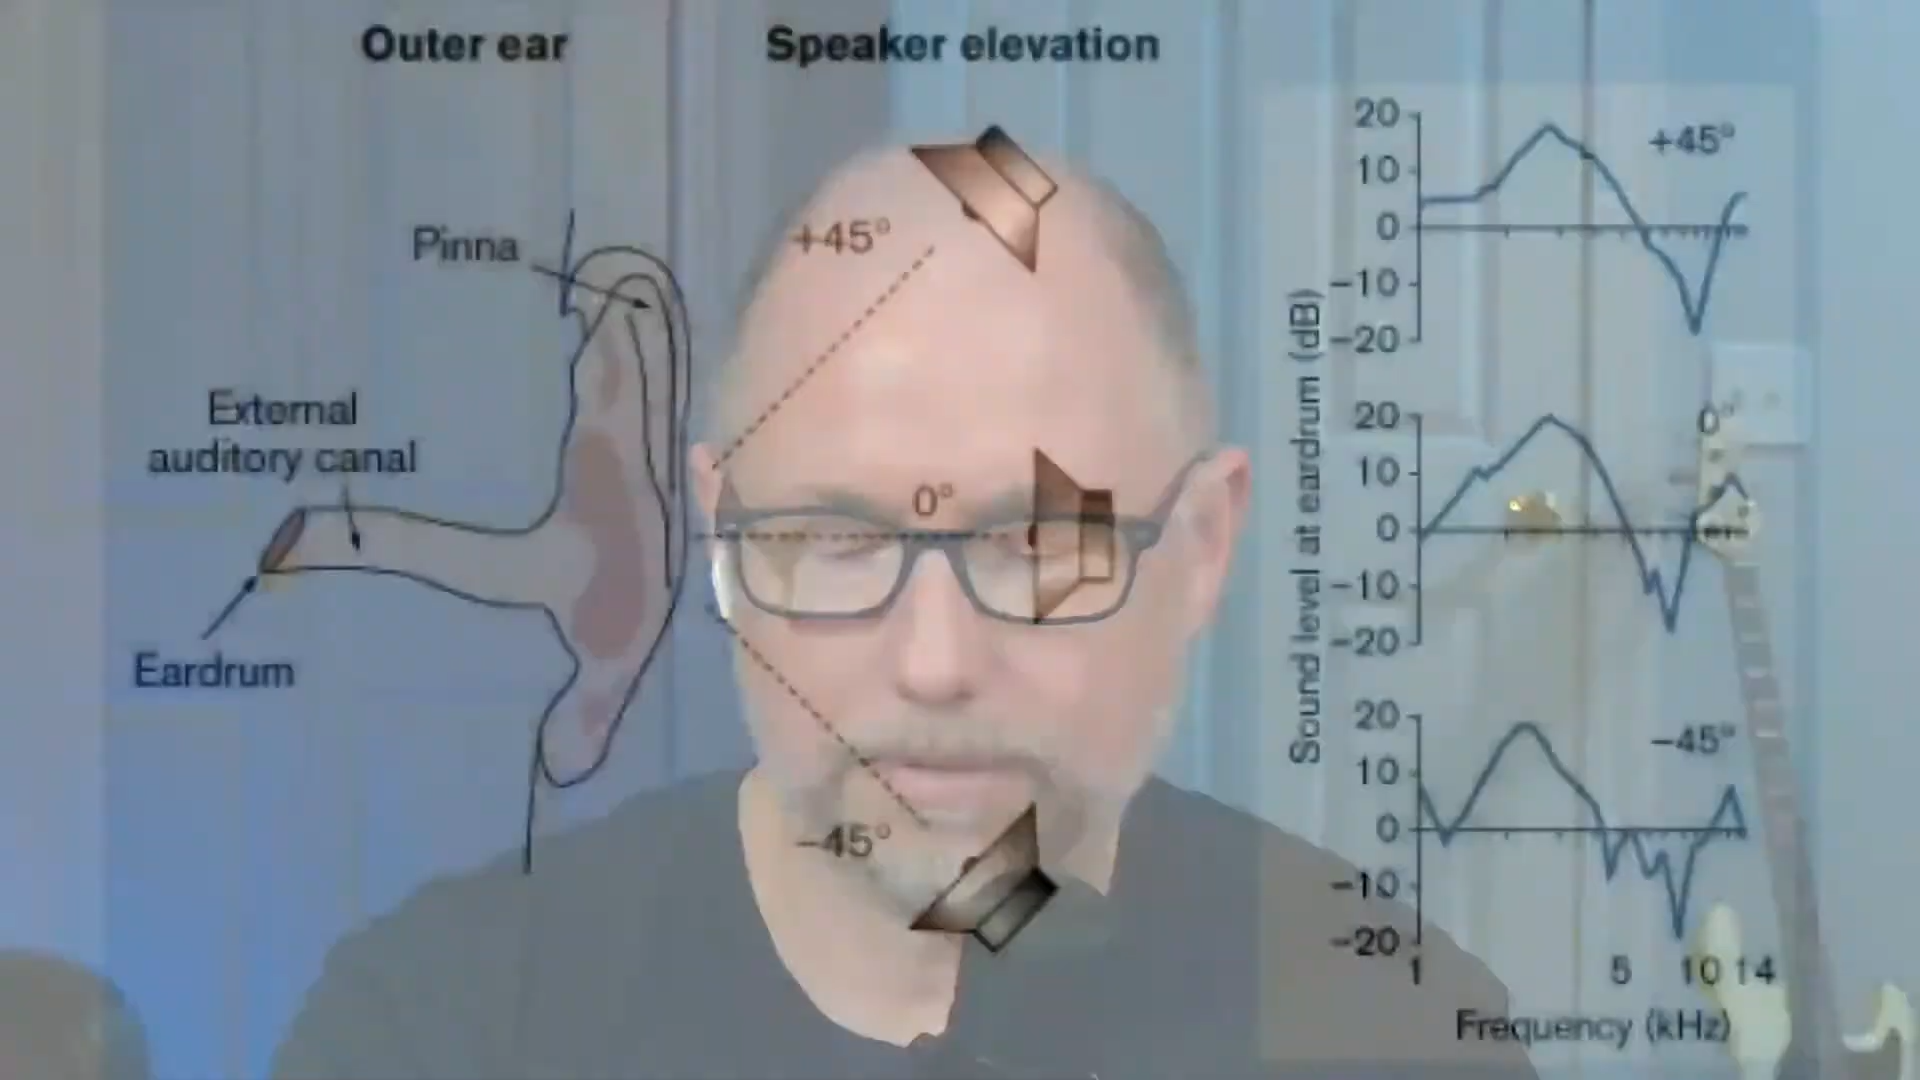 Outer ear
Speaker elevation
Pinna
External
auditory canal
Eardrum
+45°
0°
−45°
Sound level at eardrum (dB)
20
10
0
−10
−20
+45°
20
10
0
−10
−20
0°
20
10
0
−10
−20
−45°
1 5 10 14
Frequency (kHz)